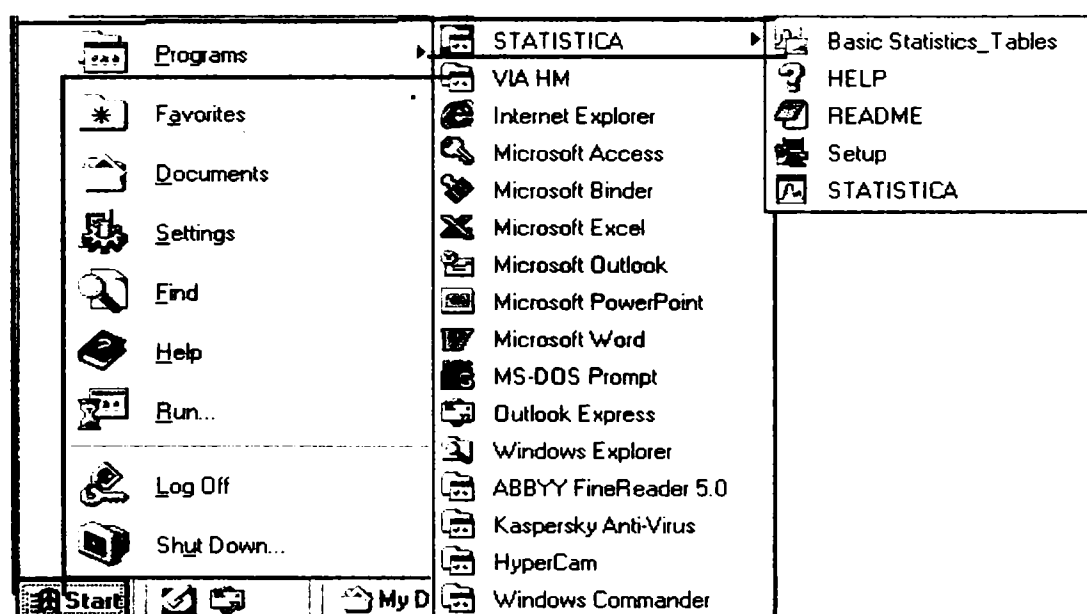 Programs
Favorites
Documents
Settings
Find
Help
Run...
Log Off
Shut Down...
Start
My D
STATISTICA
VIA HM
Internet Explorer
Microsoft Access
Microsoft Binder
Microsoft Excel
Microsoft Outlook
Microsoft PowerPoint
Microsoft Word
MS-DOS Prompt
Outlook Express
Windows Explorer
ABBYY FineReader 5.0
Kaspersky Anti-Virus
HyperCam
Windows Commander
Basic Statistics_Tables
HELP
README
Setup
STATISTICA